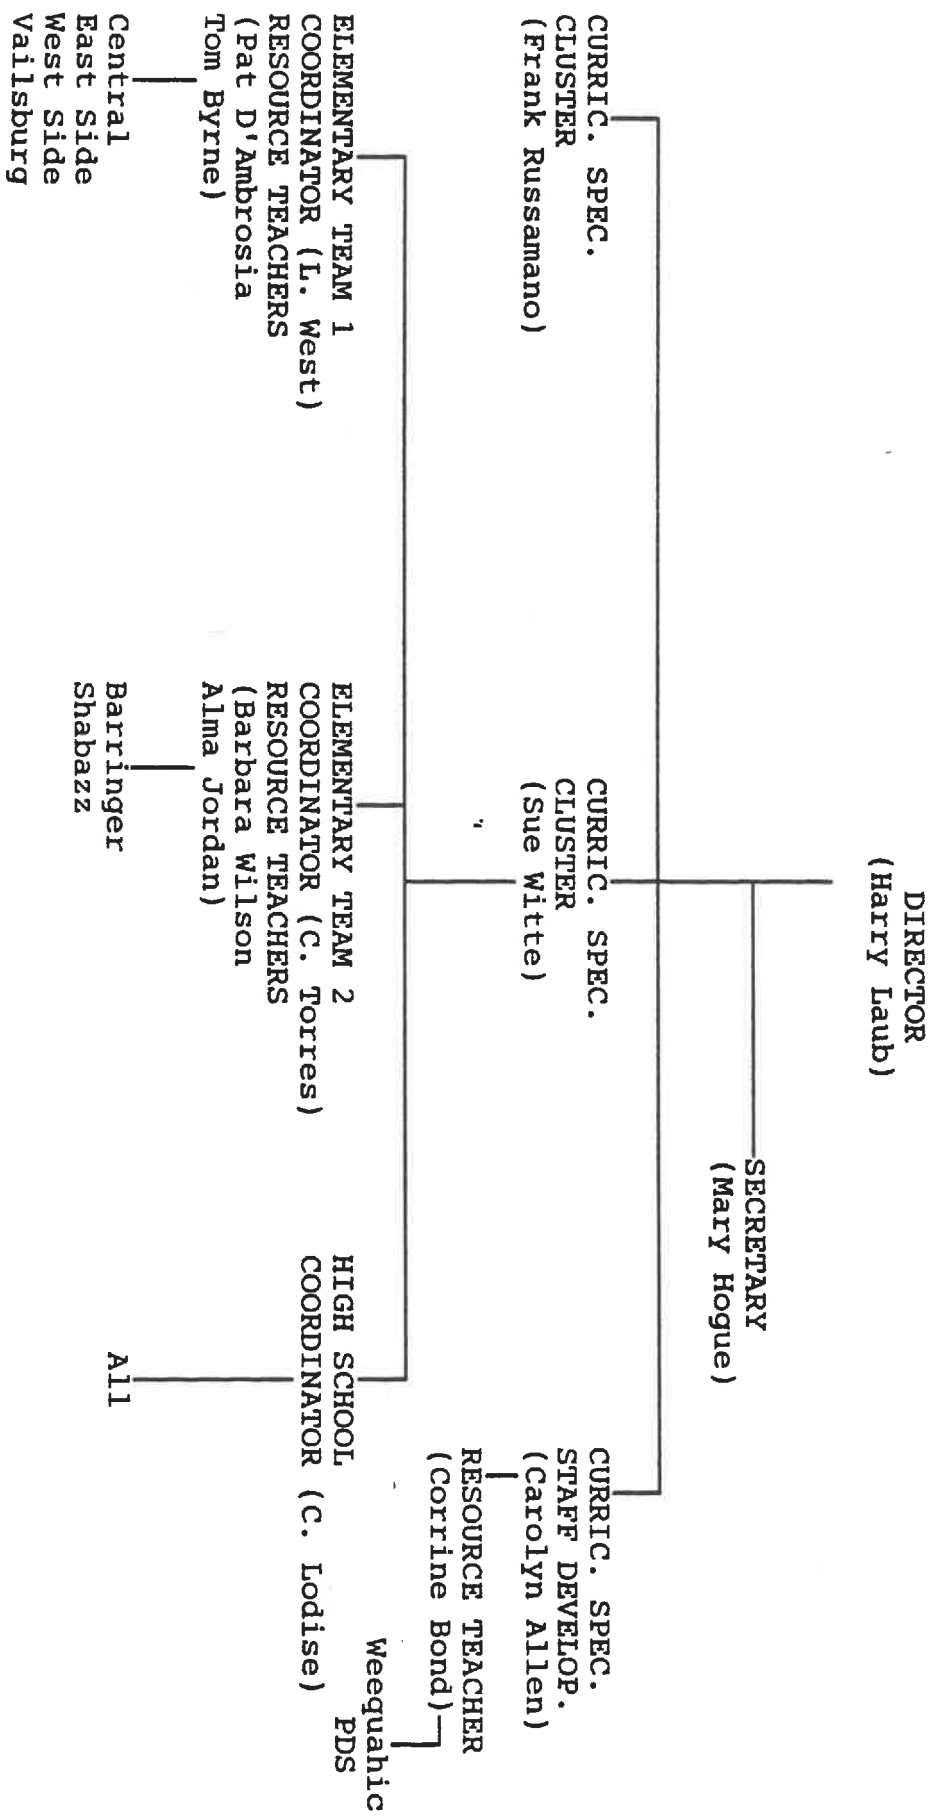 DIRECTOR
(Harry Laub)
SECRETARY
(Mary Hogue)
CURRIC. SPEC.
CLUSTER
(Frank Russamano)
CURRIC. SPEC.
CLUSTER
(Sue Witte)
CURRIC. SPEC.
STAFF DEVELOP.
(Carolyn Allen)
RESOURCE TEACHER
(Corrine Bond)
Weequahic
PDS
ELEMENTARY TEAM 1
COORDINATOR (L. West)
RESOURCE TEACHERS
(Pat D'Ambrosia
Tom Byrne)
Central
East Side
West Side
Vailsburg
ELEMENTARY TEAM 2
COORDINATOR (C. Torres)
RESOURCE TEACHERS
(Barbara Wilson
Alma Jordan)
Barringer
Shabazz
HIGH SCHOOL
COORDINATOR (C. Lodise)
All